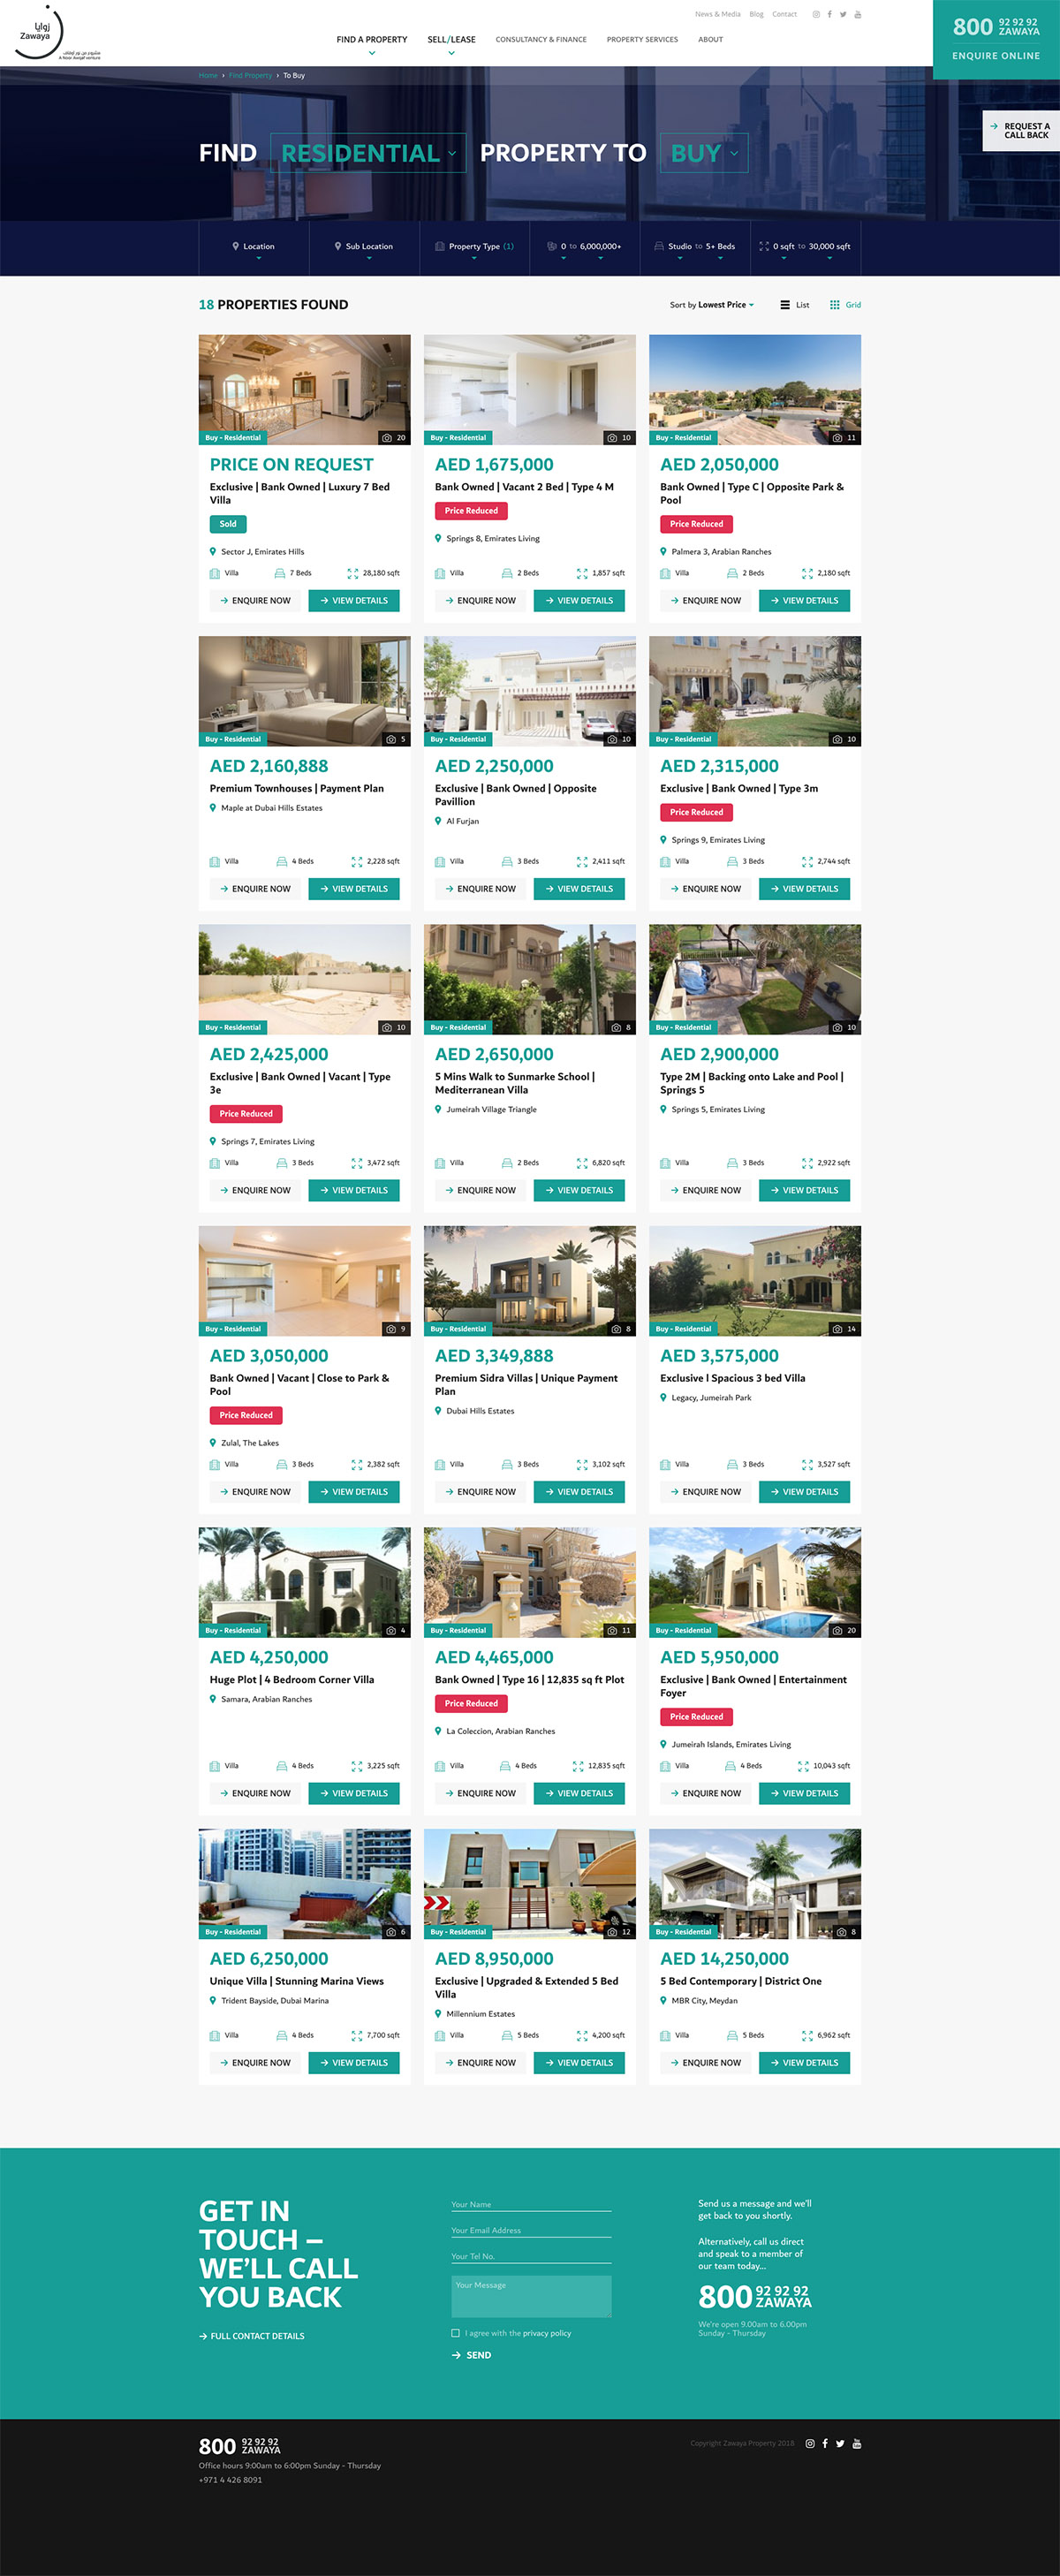 زوايا
Zawaya
A Noor Awqaf venture
News & Media Blog Contact
FIND A PROPERTY SELL/LEASE CONSULTANCY & FINANCE PROPERTY SERVICES ABOUT
800 92 92 92 ZAWAYA
ENQUIRE ONLINE
Home › Find Property › To Buy
REQUEST A
CALL BACK
FIND RESIDENTIAL PROPERTY TO BUY
Location Sub Location Property Type (1) 0 to 6,000,000+ Studio to 5+ Beds 0 sqft to 30,000 sqft
18 PROPERTIES FOUND
Sort by Lowest Price List Grid
Buy - Residential 20
PRICE ON REQUEST
Exclusive | Bank Owned | Luxury 7 Bed
Villa
Sold
Sector J, Emirates Hills
Villa 7 Beds 28,180 sqft
ENQUIRE NOW VIEW DETAILS
Buy - Residential 10
AED 1,675,000
Bank Owned | Vacant 2 Bed | Type 4 M
Price Reduced
Springs 8, Emirates Living
Villa 2 Beds 1,857 sqft
ENQUIRE NOW VIEW DETAILS
Buy - Residential 11
AED 2,050,000
Bank Owned | Type C | Opposite Park &
Pool
Price Reduced
Palmera 3, Arabian Ranches
Villa 2 Beds 2,180 sqft
ENQUIRE NOW VIEW DETAILS
Buy - Residential 5
AED 2,160,888
Premium Townhouses | Payment Plan
Maple at Dubai Hills Estates
Villa 4 Beds 2,228 sqft
ENQUIRE NOW VIEW DETAILS
Buy - Residential 10
AED 2,250,000
Exclusive | Bank Owned | Opposite
Pavillion
Al Furjan
Villa 3 Beds 2,411 sqft
ENQUIRE NOW VIEW DETAILS
Buy - Residential 10
AED 2,315,000
Exclusive | Bank Owned | Type 3m
Price Reduced
Springs 9, Emirates Living
Villa 3 Beds 2,744 sqft
ENQUIRE NOW VIEW DETAILS
Buy - Residential 10
AED 2,425,000
Exclusive | Bank Owned | Vacant | Type
3e
Price Reduced
Springs 7, Emirates Living
Villa 3 Beds 3,472 sqft
ENQUIRE NOW VIEW DETAILS
Buy - Residential 8
AED 2,650,000
5 Mins Walk to Sunmarke School |
Mediterranean Villa
Jumeirah Village Triangle
Villa 2 Beds 6,820 sqft
ENQUIRE NOW VIEW DETAILS
Buy - Residential 10
AED 2,900,000
Type 2M | Backing onto Lake and Pool |
Springs 5
Springs 5, Emirates Living
Villa 3 Beds 2,922 sqft
ENQUIRE NOW VIEW DETAILS
Buy - Residential 9
AED 3,050,000
Bank Owned | Vacant | Close to Park &
Pool
Price Reduced
Zulal, The Lakes
Villa 3 Beds 2,382 sqft
ENQUIRE NOW VIEW DETAILS
Buy - Residential 8
AED 3,349,888
Premium Sidra Villas | Unique Payment
Plan
Dubai Hills Estates
Villa 3 Beds 3,102 sqft
ENQUIRE NOW VIEW DETAILS
Buy - Residential 14
AED 3,575,000
Exclusive l Spacious 3 bed Villa
Legacy, Jumeirah Park
Villa 3 Beds 3,527 sqft
ENQUIRE NOW VIEW DETAILS
Buy - Residential 4
AED 4,250,000
Huge Plot | 4 Bedroom Corner Villa
Samara, Arabian Ranches
Villa 4 Beds 3,225 sqft
ENQUIRE NOW VIEW DETAILS
Buy - Residential 11
AED 4,465,000
Bank Owned | Type 16 | 12,835 sq ft Plot
Price Reduced
La Coleccion, Arabian Ranches
Villa 4 Beds 12,835 sqft
ENQUIRE NOW VIEW DETAILS
Buy - Residential 20
AED 5,950,000
Exclusive | Bank Owned | Entertainment
Foyer
Price Reduced
Jumeirah Islands, Emirates Living
Villa 4 Beds 10,043 sqft
ENQUIRE NOW VIEW DETAILS
Buy - Residential 6
AED 6,250,000
Unique Villa | Stunning Marina Views
Trident Bayside, Dubai Marina
Villa 4 Beds 7,700 sqft
ENQUIRE NOW VIEW DETAILS
Buy - Residential 12
AED 8,950,000
Exclusive | Upgraded & Extended 5 Bed
Villa
Millennium Estates
Villa 5 Beds 4,200 sqft
ENQUIRE NOW VIEW DETAILS
Buy - Residential 8
AED 14,250,000
5 Bed Contemporary | District One
MBR City, Meydan
Villa 5 Beds 6,962 sqft
ENQUIRE NOW VIEW DETAILS
GET IN
TOUCH –
WE'LL CALL
YOU BACK
FULL CONTACT DETAILS
Your Name
Your Email Address
Your Tel No.
Your Message
I agree with the privacy policy
SEND
Send us a message and we'll
get back to you shortly.
Alternatively, call us direct
and speak to a member of
our team today...
800 92 92 92 ZAWAYA
We're open 9.00am to 6.00pm
Sunday - Thursday
800 92 92 92 ZAWAYA
Office hours 9:00am to 6:00pm Sunday - Thursday
+971 4 426 8091
Copyright Zawaya Property 2018